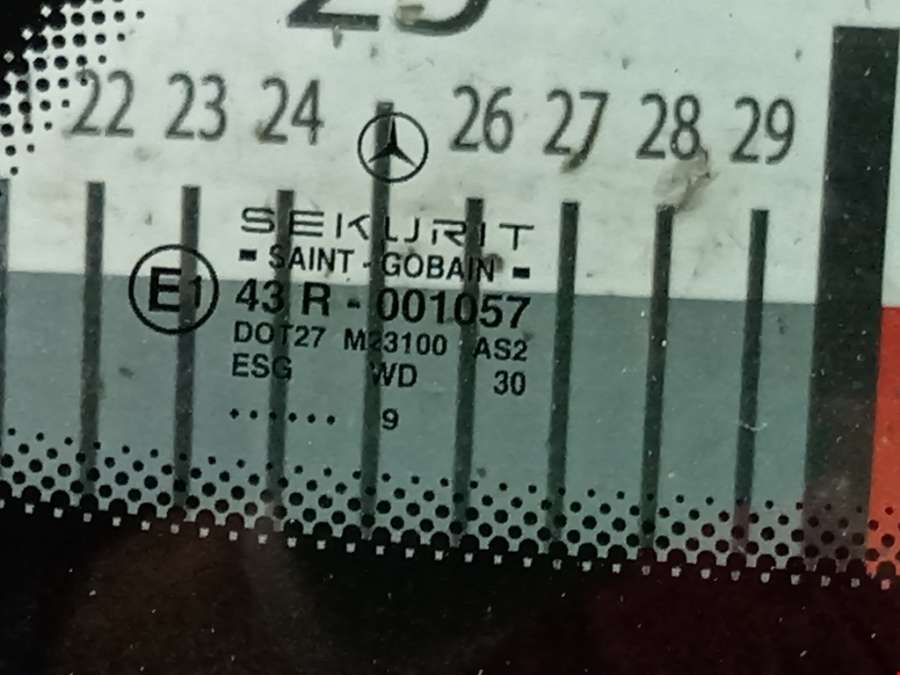 22 23 24 26 27 28 29
SEKURIT
- SAINT - GOBAIN -
E1 43 R - 001057
DOT27 M23100 AS2
ESG WD 30
...... 9